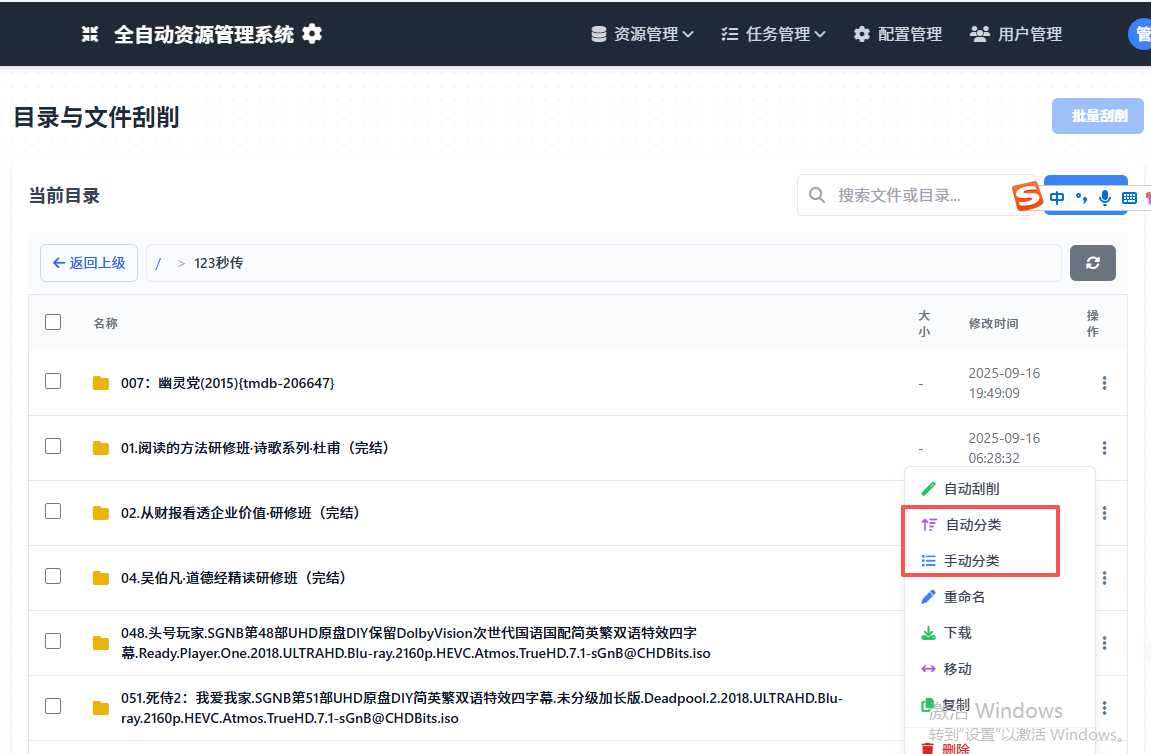 全自动资源管理系统
资源管理
任务管理
配置管理
用户管理
管
目录与文件刮削
批量刮削
当前目录
搜索文件或目录...
中
返回上级
/ > 123秒传
名称
大小
修改时间
操作
007：幽灵党(2015){tmdb-206647}
-
2025-09-16
19:49:09
01.阅读的方法研修班·诗歌系列·杜甫（完结）
-
2025-09-16
06:28:32
02.从财报看透企业价值·研修班（完结）
04.吴伯凡·道德经精读研修班（完结）
048.头号玩家.SGNB第48部UHD原盘DIY保留DolbyVision次世代国语国配简英繁双语特效四字
幕.Ready.Player.One.2018.ULTRAHD.Blu-ray.2160p.HEVC.Atmos.TrueHD.7.1-sGnB@CHDBits.iso
051.死侍2：我爱我家.SGNB第51部UHD原盘DIY简英繁双语特效四字幕.未分级加长版.Deadpool.2.2018.ULTRAHD.Blu-
ray.2160p.HEVC.Atmos.TrueHD.7.1-sGnB@CHDBits.iso
自动刮削
自动分类
手动分类
重命名
下载
移动
复制
删除
激活 Windows
转到"设置"以激活 Windows。